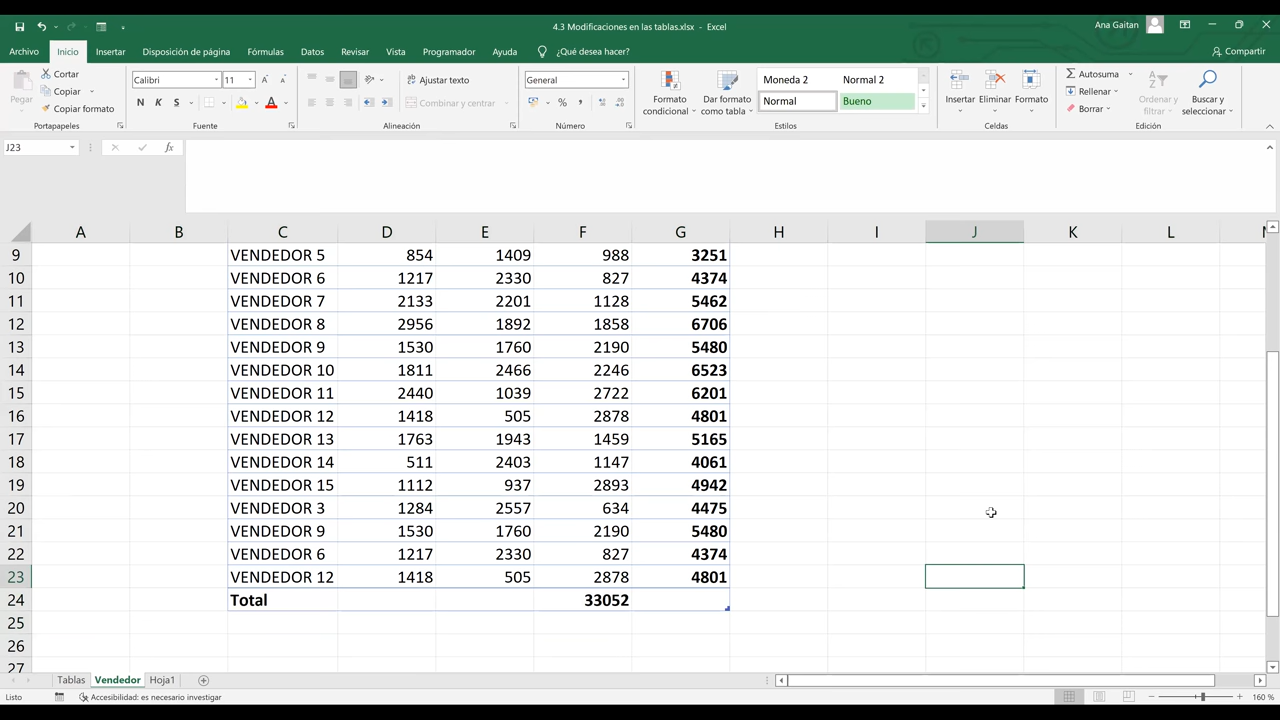 4.3 Modificaciones en las tablas.xlsx - Excel
Ana Gaitan
Archivo Inicio Insertar Disposición de página Fórmulas Datos Revisar Vista Programador Ayuda ¿Qué desea hacer? Compartir
Pegar
Cortar
Copiar
Copiar formato
Portapapeles
Calibri 11
N K S
Fuente
Ajustar texto
Combinar y centrar
Alineación
General
Número
Formato condicional
Dar formato como tabla
Moneda 2 Normal 2
Normal Bueno
Estilos
Insertar Eliminar Formato
Celdas
Autosuma
Rellenar
Borrar
Ordenar y filtrar
Buscar y seleccionar
Edición
J23 fx
A B C D E F G H I J K L
9 VENDEDOR 5 854 1409 988 3251
10 VENDEDOR 6 1217 2330 827 4374
11 VENDEDOR 7 2133 2201 1128 5462
12 VENDEDOR 8 2956 1892 1858 6706
13 VENDEDOR 9 1530 1760 2190 5480
14 VENDEDOR 10 1811 2466 2246 6523
15 VENDEDOR 11 2440 1039 2722 6201
16 VENDEDOR 12 1418 505 2878 4801
17 VENDEDOR 13 1763 1943 1459 5165
18 VENDEDOR 14 511 2403 1147 4061
19 VENDEDOR 15 1112 937 2893 4942
20 VENDEDOR 3 1284 2557 634 4475
21 VENDEDOR 9 1530 1760 2190 5480
22 VENDEDOR 6 1217 2330 827 4374
23 VENDEDOR 12 1418 505 2878 4801
24 Total 33052
25
26
27
Tablas Vendedor Hoja1
Listo Accesibilidad: es necesario investigar 160 %